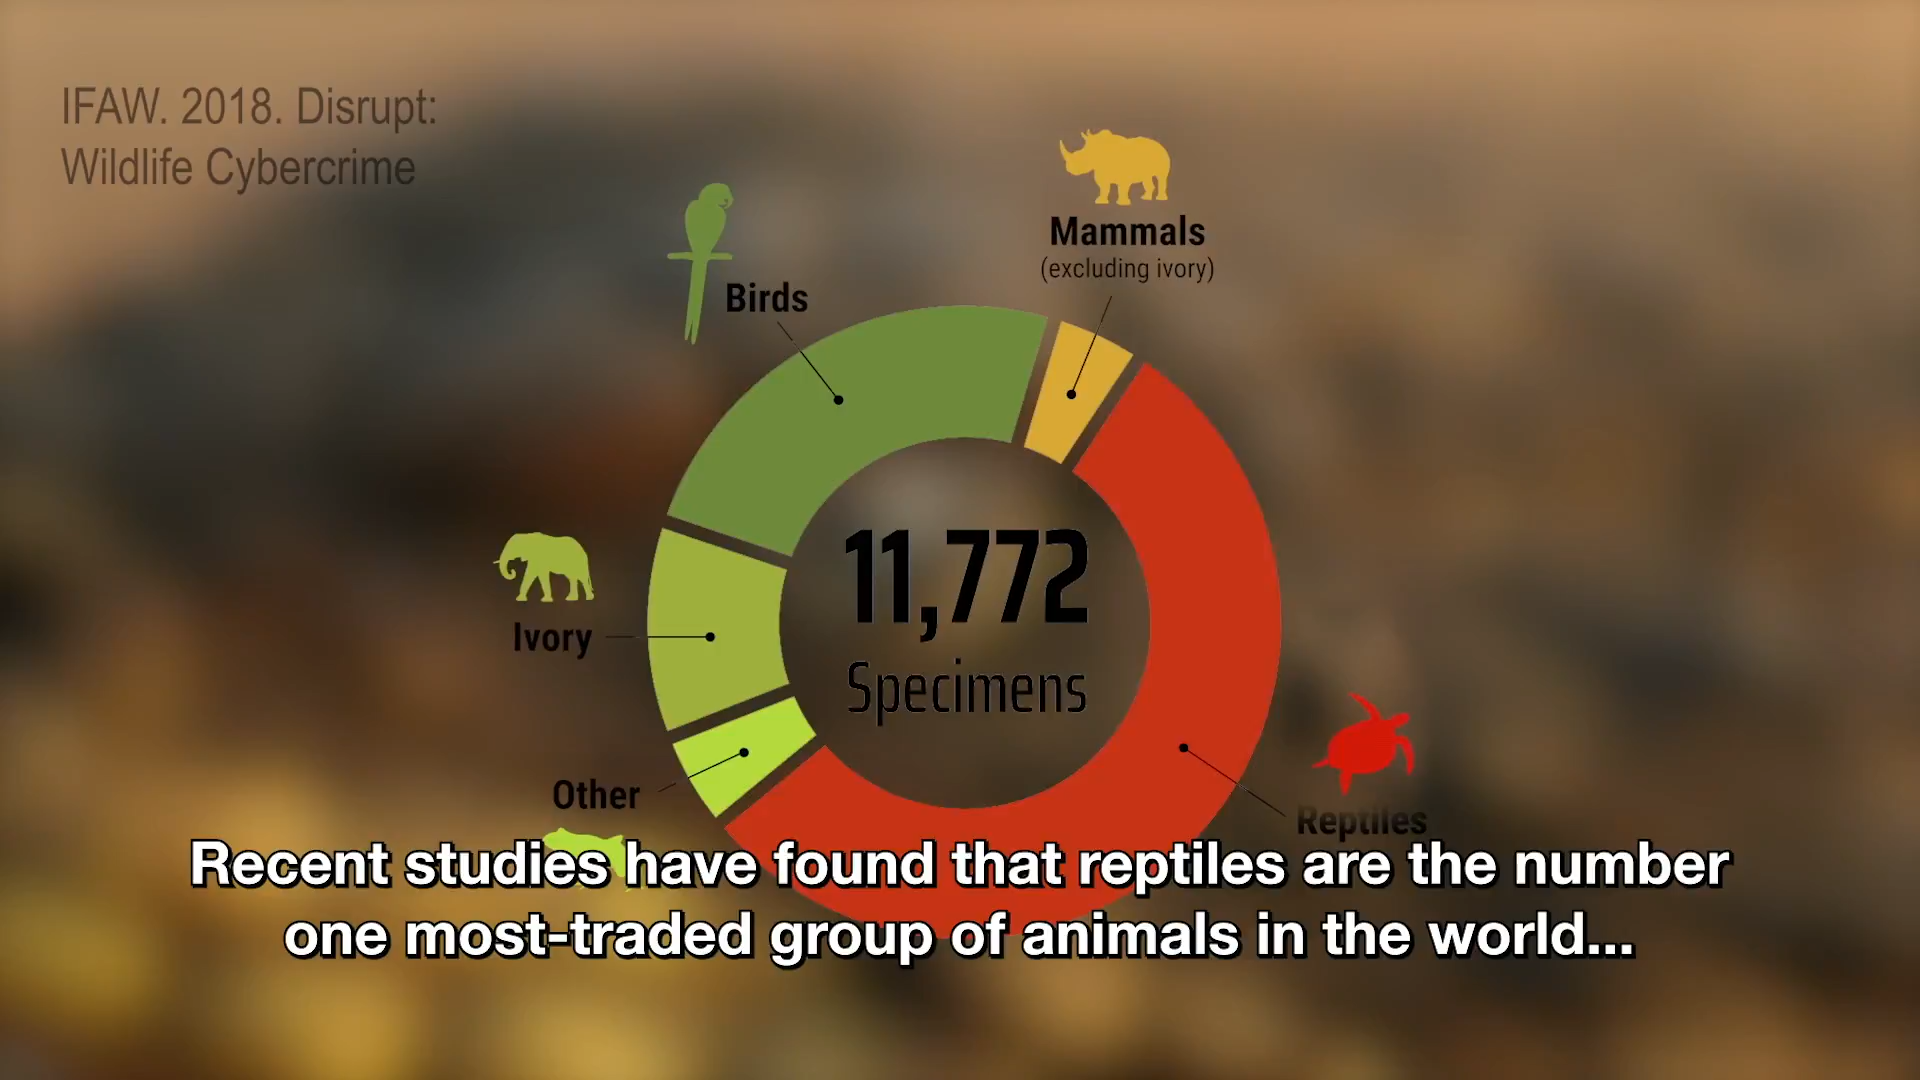 IFAW. 2018. Disrupt:
Wildlife Cybercrime
Mammals
(excluding ivory)
Birds
11,772
Specimens
Ivory
Other
Reptiles
Recent studies have found that reptiles are the number
one most-traded group of animals in the world...